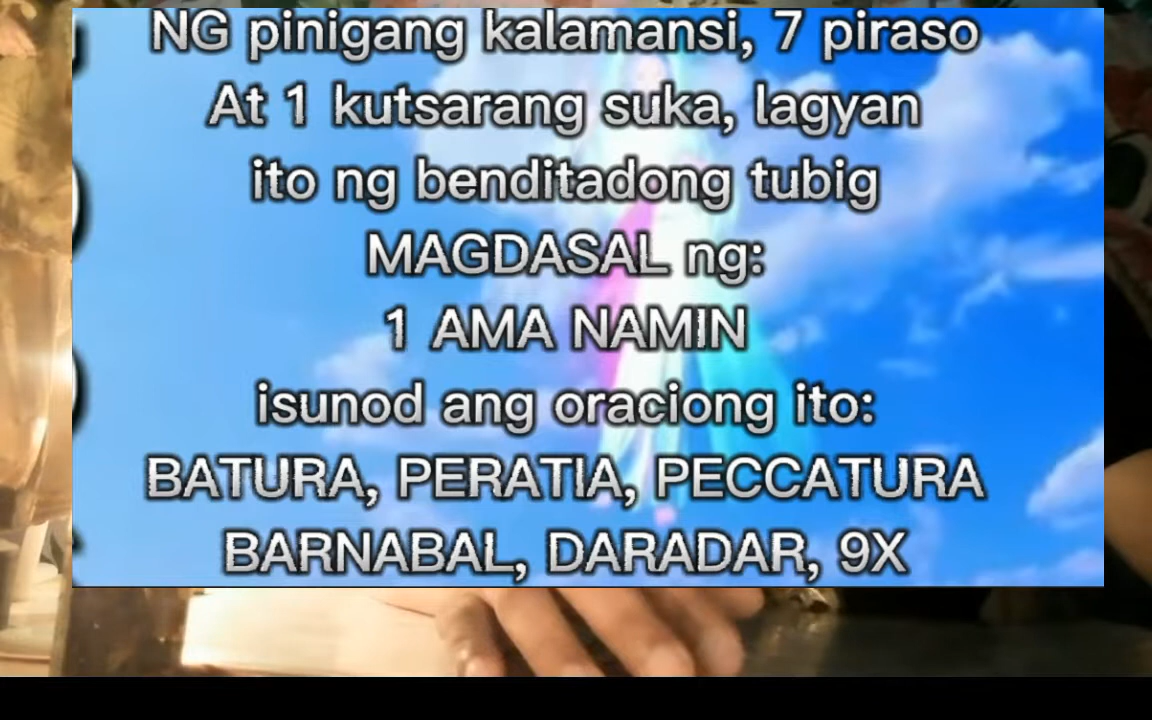 NG pinigang kalamansi, 7 piraso
At 1 kutsarang suka, lagyan
ito ng benditadong tubig
MAGDASAL ng:
1 AMA NAMIN
isunod ang oraciong ito:
BATURA, PERATIA, PECCATURA
BARNABAL, DARADAR, 9X